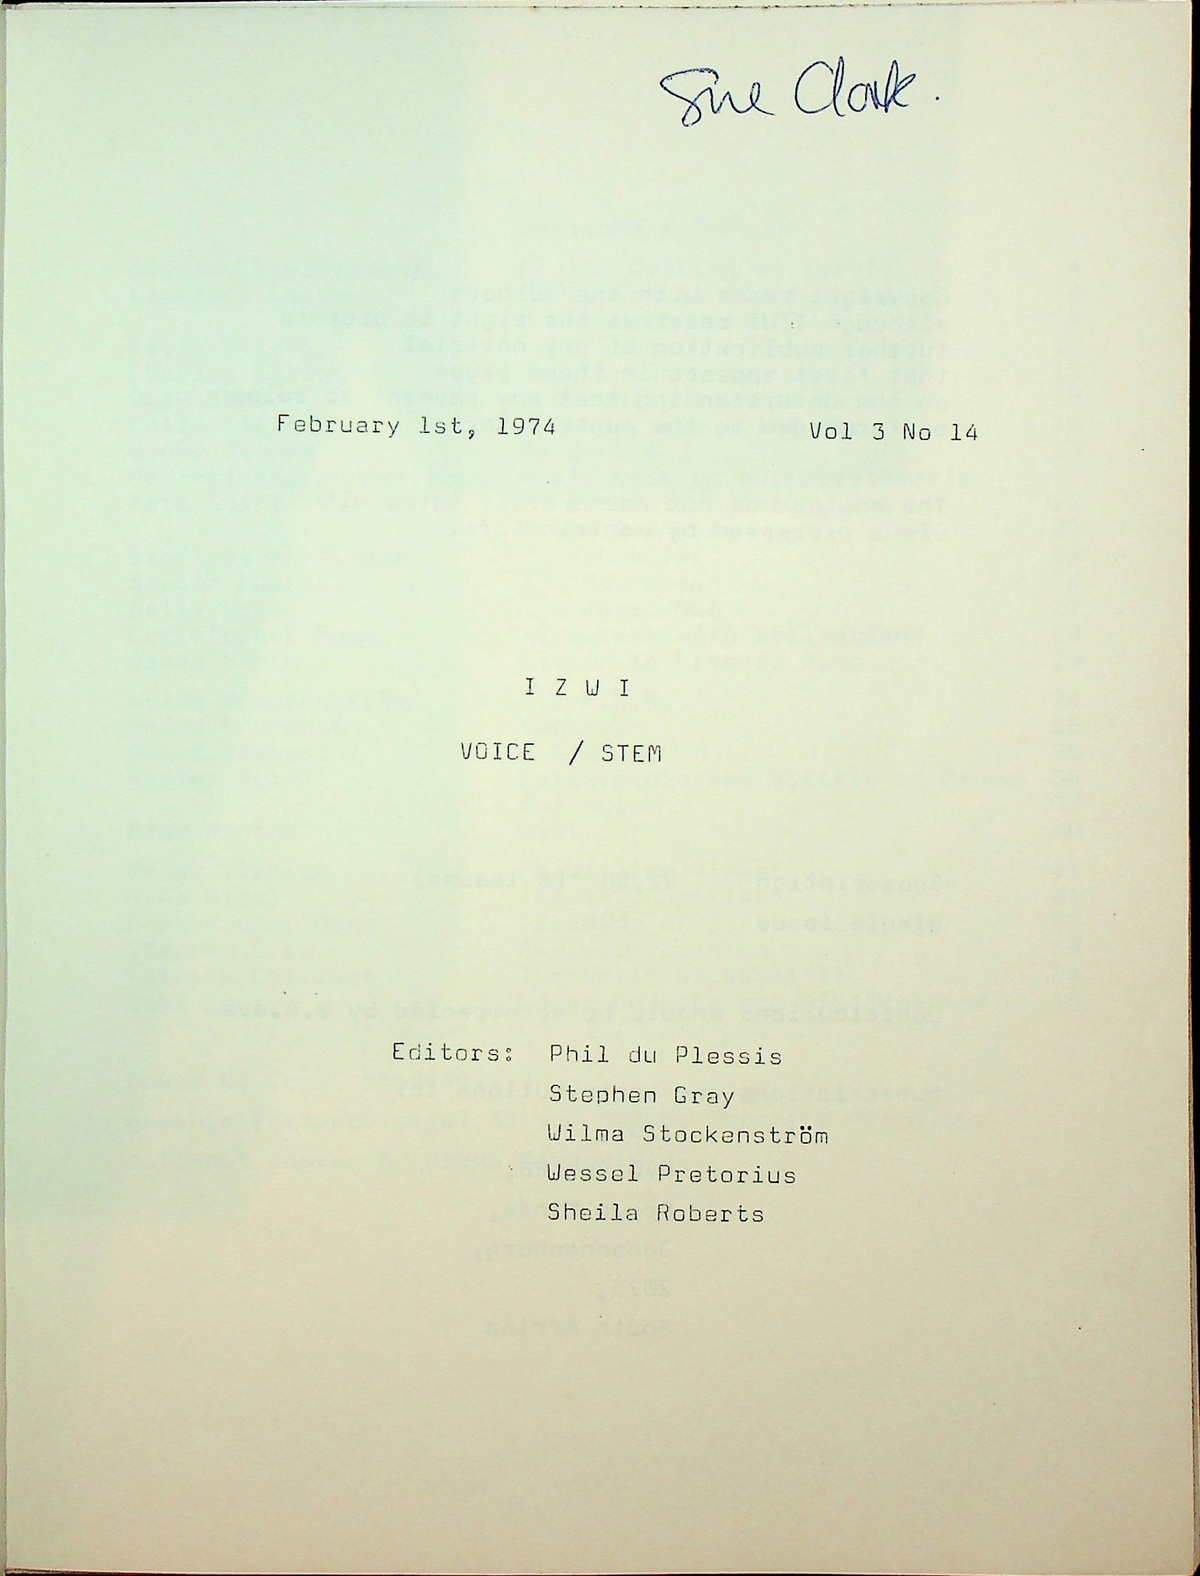 Sue Clark.
February 1st, 1974 Vol 3 No 14
I Z W I
VOICE / STEM
Editors: Phil du Plessis
Stephen Gray
Wilma Stockenström
Wessel Pretorius
Sheila Roberts